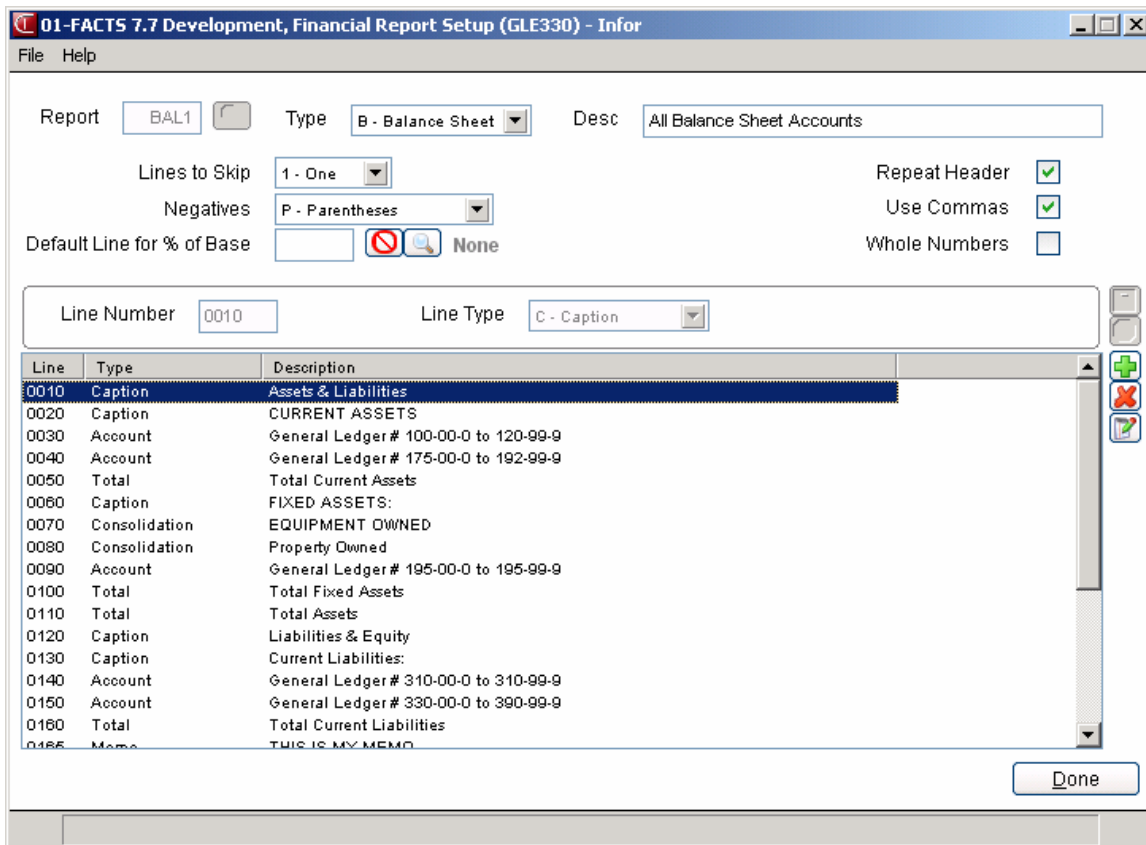 01-FACTS 7.7 Development, Financial Report Setup (GLE330) - Infor
File Help
Report BAL1 Type B - Balance Sheet Desc All Balance Sheet Accounts
Lines to Skip 1 - One Repeat Header
Negatives P - Parentheses Use Commas
Default Line for % of Base None Whole Numbers
Line Number 0010 Line Type C - Caption
Line Type Description
0010 Caption Assets & Liabilities
0020 Caption CURRENT ASSETS
0030 Account General Ledger # 100-00-0 to 120-99-9
0040 Account General Ledger # 175-00-0 to 192-99-9
0050 Total Total Current Assets
0060 Caption FIXED ASSETS:
0070 Consolidation EQUIPMENT OWNED
0080 Consolidation Property Owned
0090 Account General Ledger # 195-00-0 to 195-99-9
0100 Total Total Fixed Assets
0110 Total Total Assets
0120 Caption Liabilities & Equity
0130 Caption Current Liabilities:
0140 Account General Ledger # 310-00-0 to 310-99-9
0150 Account General Ledger # 330-00-0 to 390-99-9
0160 Total Total Current Liabilities
0165 Memo THIS IS MY MEMO
Done